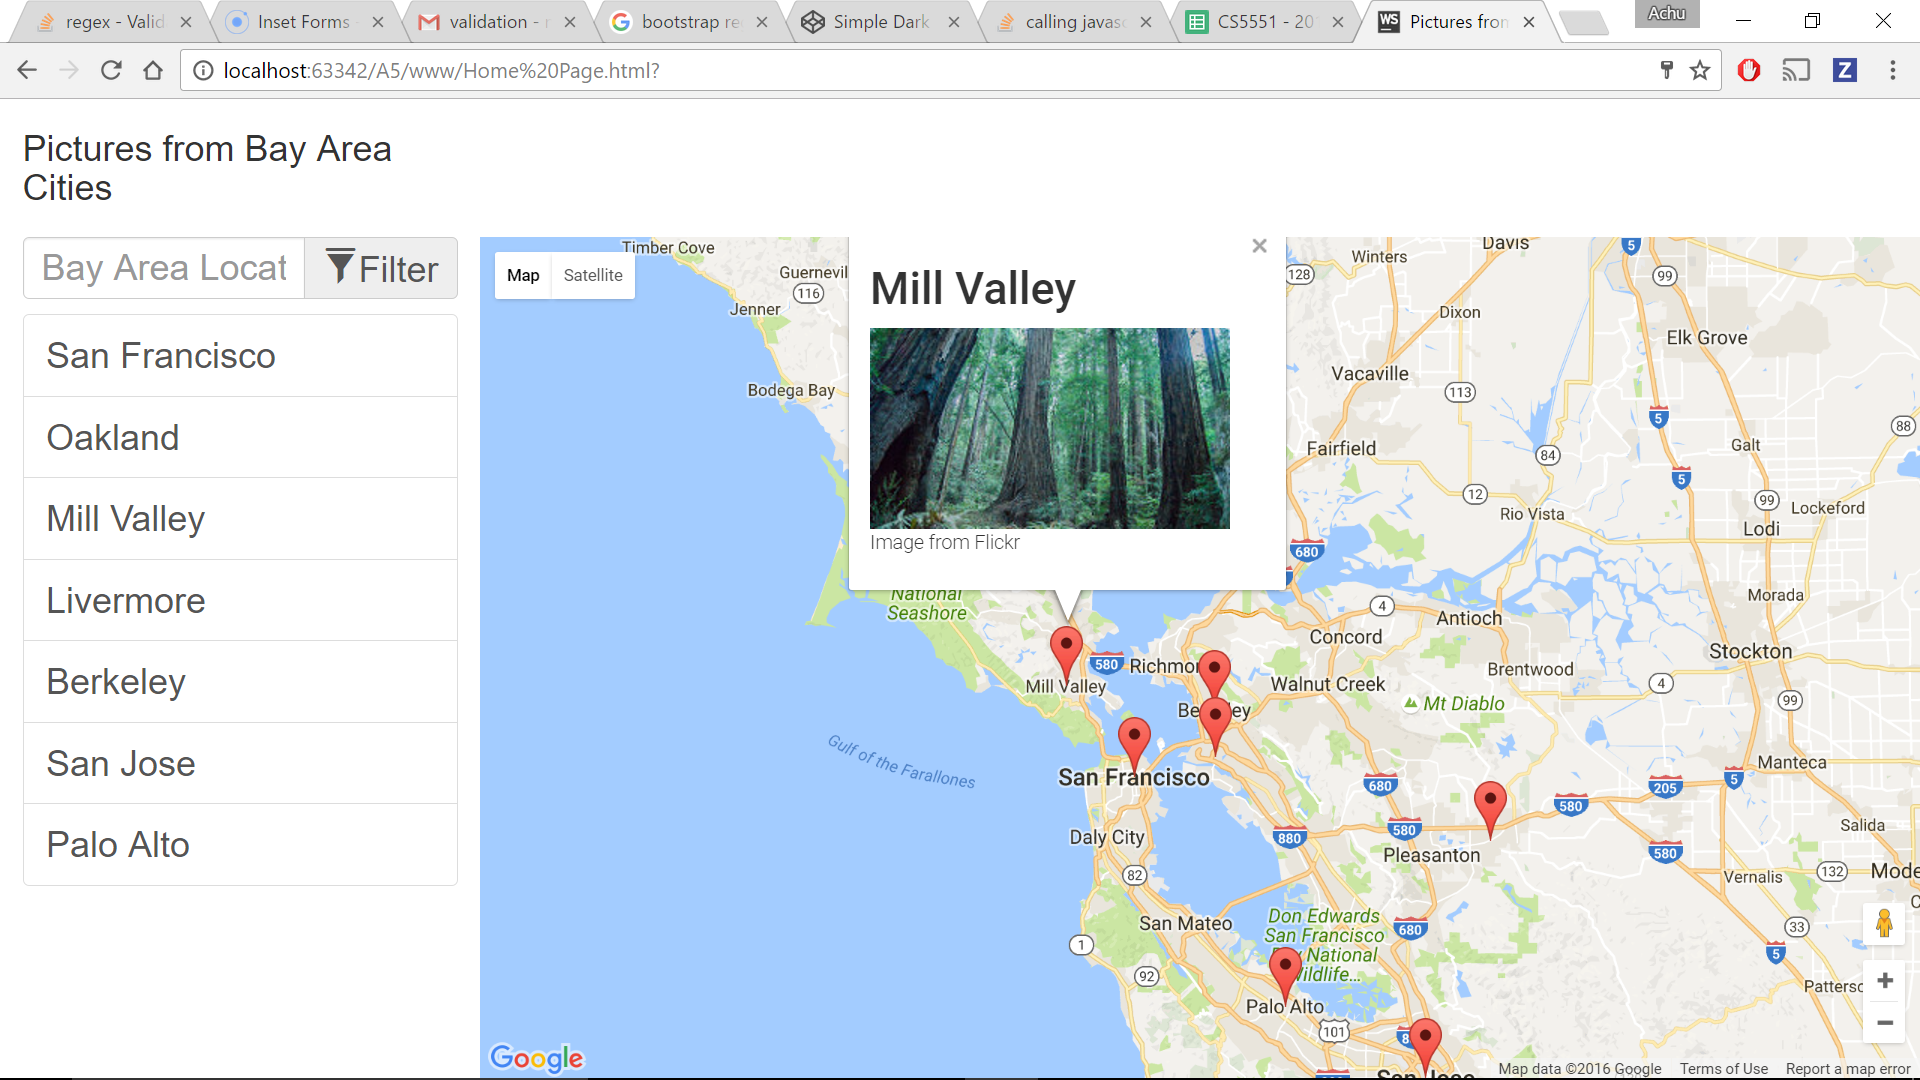 regex - Valid
Inset Forms
validation -
bootstrap re
Simple Dark
calling javas
CS5551 - 20
WS
Pictures from
Achu
localhost:63342/A5/www/Home%20Page.html?
Z
Pictures from Bay Area
Cities
Bay Area Locat
Filter
San Francisco
Oakland
Mill Valley
Livermore
Berkeley
San Jose
Palo Alto
Map
Satellite
Mill Valley
Image from Flickr
Timber Cove
Guernevil
116
Jenner
Bodega Bay
National
Seashore
Gulf of the Farallones
Davis
Winters
128
5
99
Dixon
Elk Grove
Vacaville
113
5
88
Fairfield
84
Galt
5
12
99
Rio Vista
Lockeford
Lodi
680
4
Antioch
Morada
Concord
580
Richmon
Mill Valley
Walnut Creek
Brentwood
Stockton
4
Mt Diablo
99
Be
ley
San Francisco
Manteca
680
205
5
580
Daly City
880
580
Salida
Pleasanton
580
82
Vernalis
132
Mode
San Mateo
Don Edwards
San Francisco
Bay National
Wildlife...
680
33
5
1
92
Palo Alto
Patterso
101
8
San Jose
Google
Map data ©2016 Google
Terms of Use
Report a map error